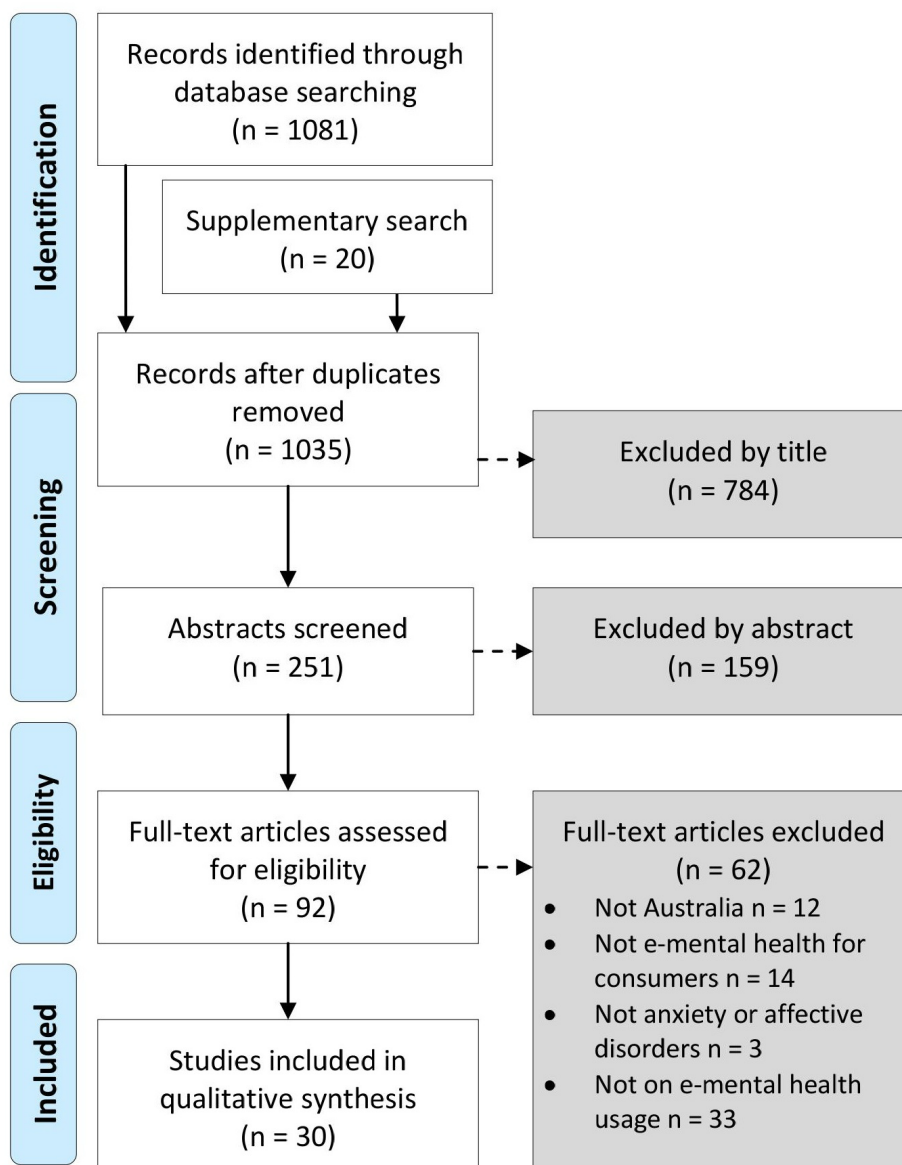 Identification
Records identified through
database searching
(n = 1081)
Supplementary search
(n = 20)
Records after duplicates
removed
(n = 1035)
Screening
Excluded by title
(n = 784)
Abstracts screened
(n = 251)
Excluded by abstract
(n = 159)
Eligibility
Full-text articles assessed
for eligibility
(n = 92)
Full-text articles excluded
(n = 62)
• Not Australia n = 12
• Not e-mental health for
consumers n = 14
• Not anxiety or affective
disorders n = 3
• Not on e-mental health
usage n = 33
Included
Studies included in
qualitative synthesis
(n = 30)